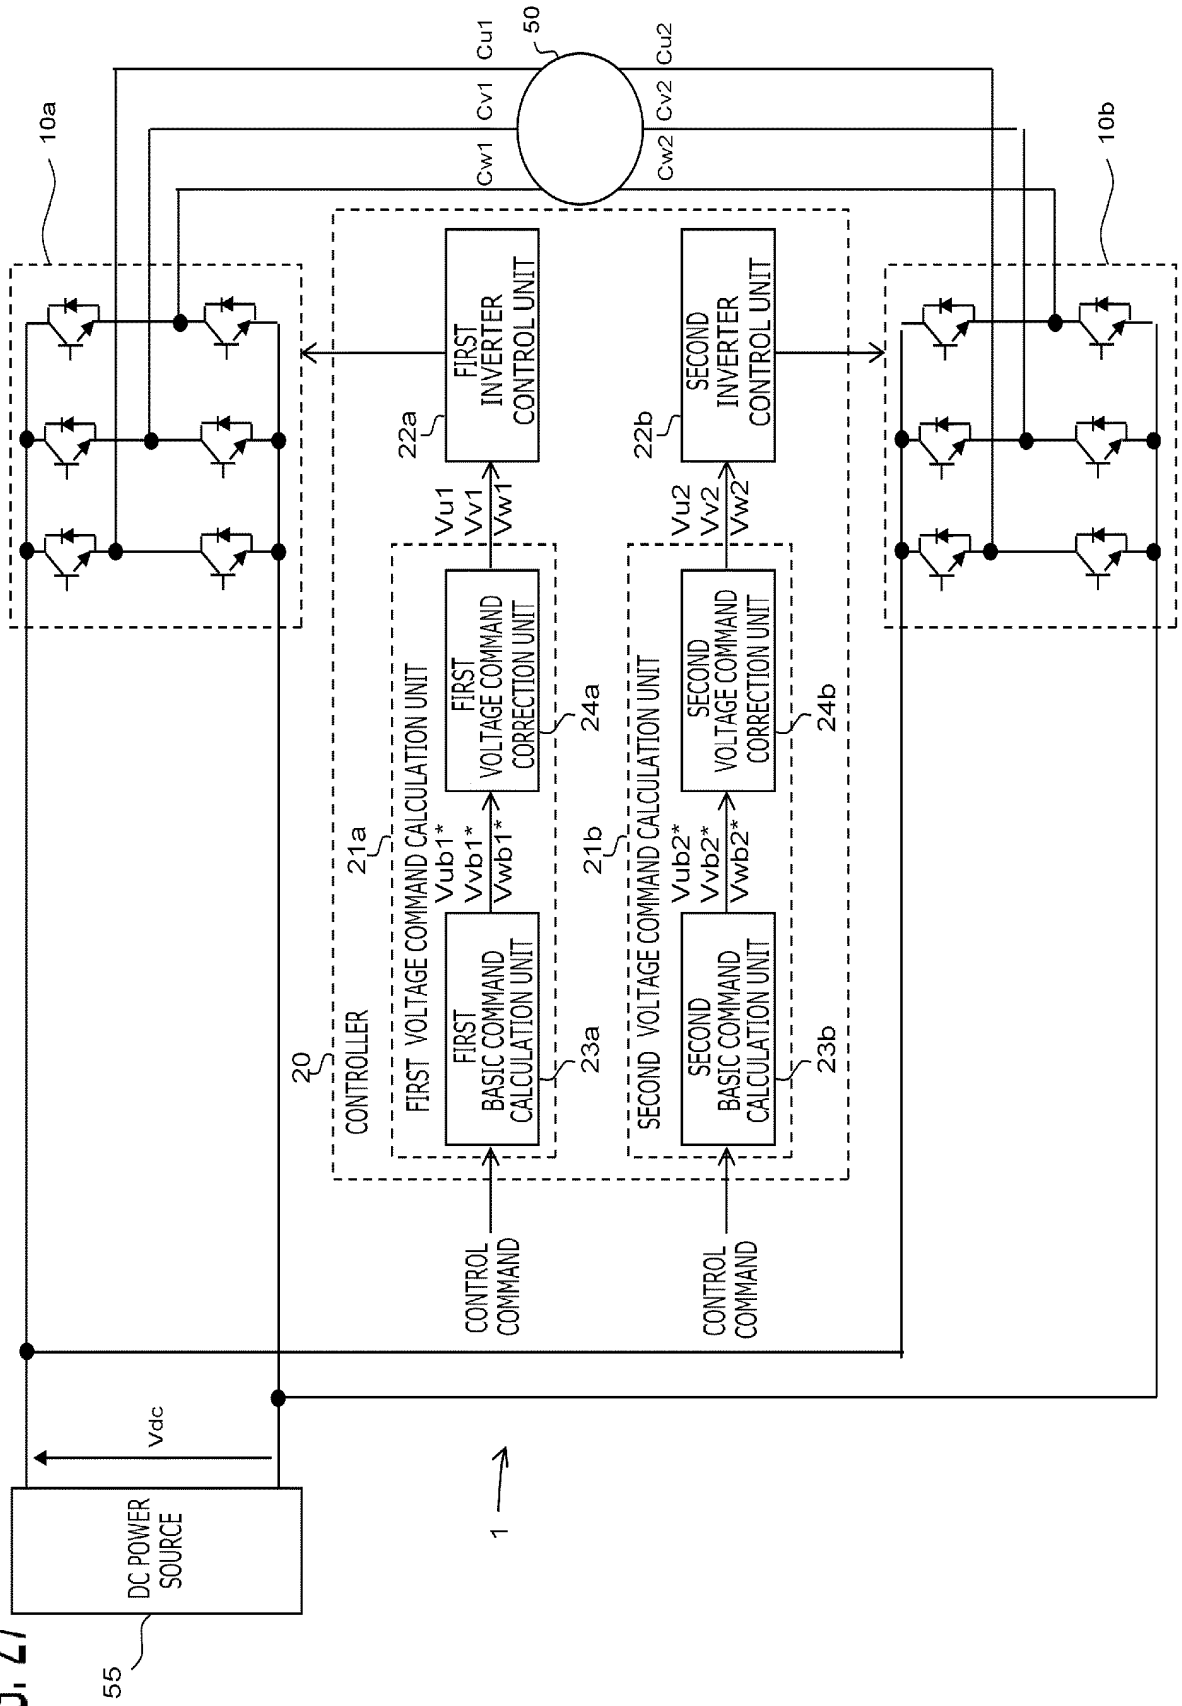 55
DC POWER
SOURCE
Vdc
10a
Cu1
Cv1
Cw1
50
Cu2
Cv2
Cw2
10b
1
20
CONTROLLER
21a
FIRST VOLTAGE COMMAND CALCULATION UNIT
CONTROL
COMMAND
FIRST
BASIC COMMAND
CALCULATION UNIT
23a
Vub1*
Vvb1*
Vwb1*
FIRST
VOLTAGE COMMAND
CORRECTION UNIT
24a
Vu1
Vv1
Vw1
22a
FIRST
INVERTER
CONTROL UNIT
21b
SECOND VOLTAGE COMMAND CALCULATION UNIT
CONTROL
COMMAND
SECOND
BASIC COMMAND
CALCULATION UNIT
23b
Vub2*
Vvb2*
Vwb2*
SECOND
VOLTAGE COMMAND
CORRECTION UNIT
24b
Vu2
Vv2
Vw2
22b
SECOND
INVERTER
CONTROL UNIT